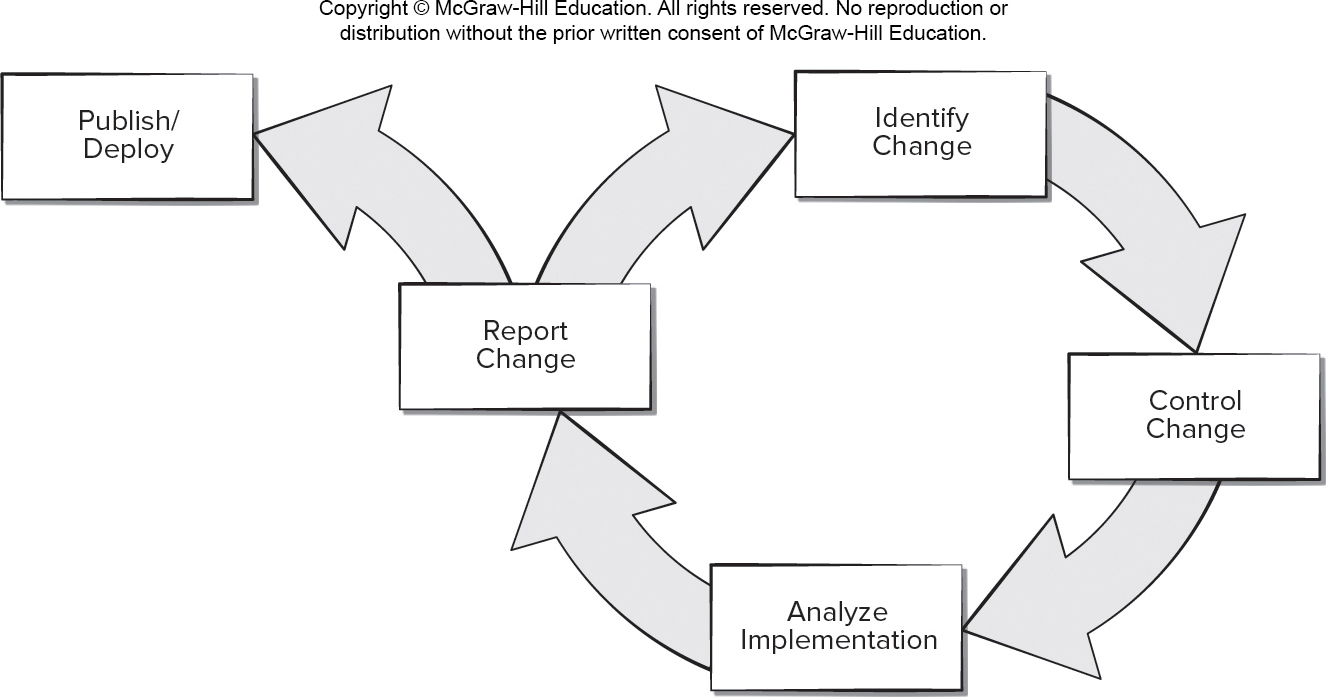 Copyright © McGraw-Hill Education. All rights reserved. No reproduction or
distribution without the prior written consent of McGraw-Hill Education.
Publish/
Deploy
Identify
Change
Report
Change
Control
Change
Analyze
Implementation